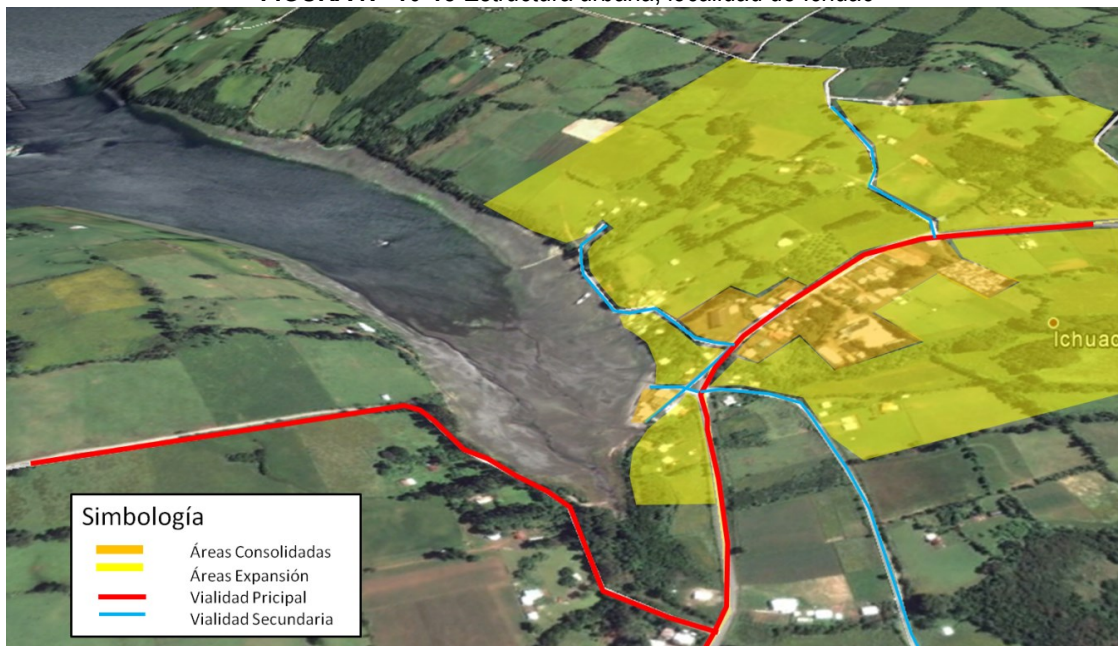 Ichuac
Simbología
Áreas Consolidadas
Áreas Expansión
Vialidad Pricipal
Vialidad Secundaria